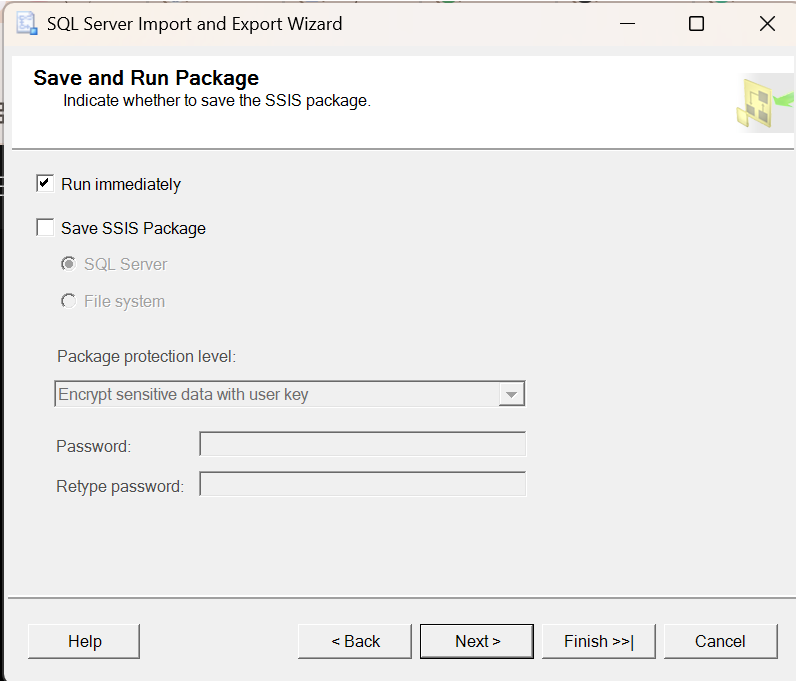 SQL Server Import and Export Wizard
Save and Run Package
Indicate whether to save the SSIS package.
Run immediately
Save SSIS Package
SQL Server
File system
Package protection level:
Encrypt sensitive data with user key
Password:
Retype password:
Help
< Back
Next >
Finish >>|
Cancel